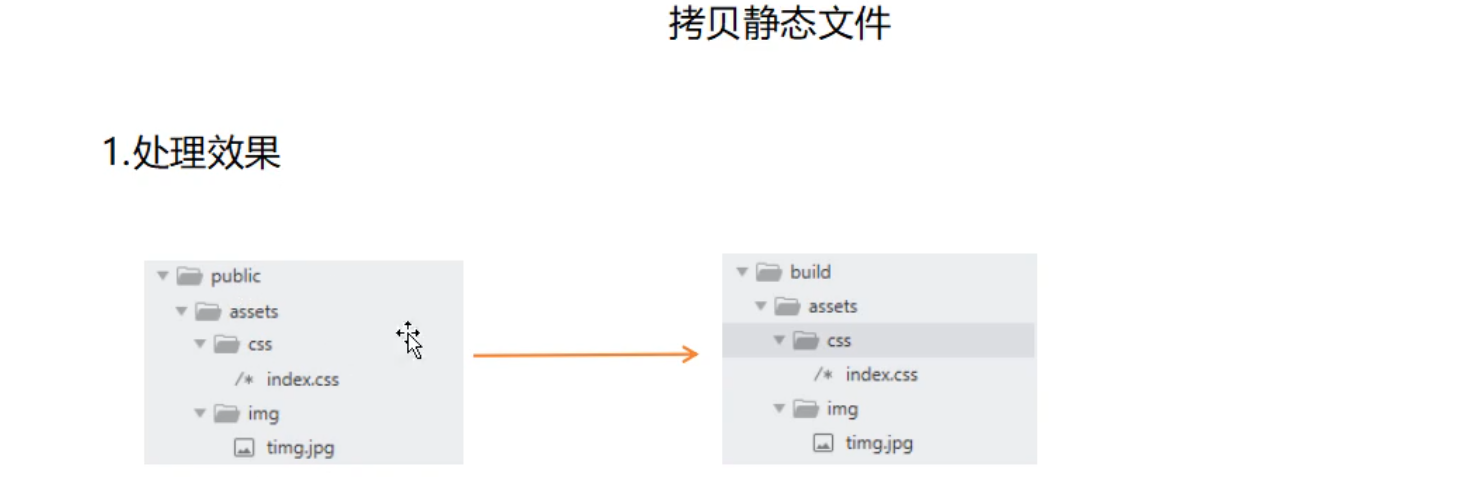 拷贝静态文件
1.处理效果
public
assets
css
/* index.css
img
timg.jpg
build
assets
css
/* index.css
img
timg.jpg